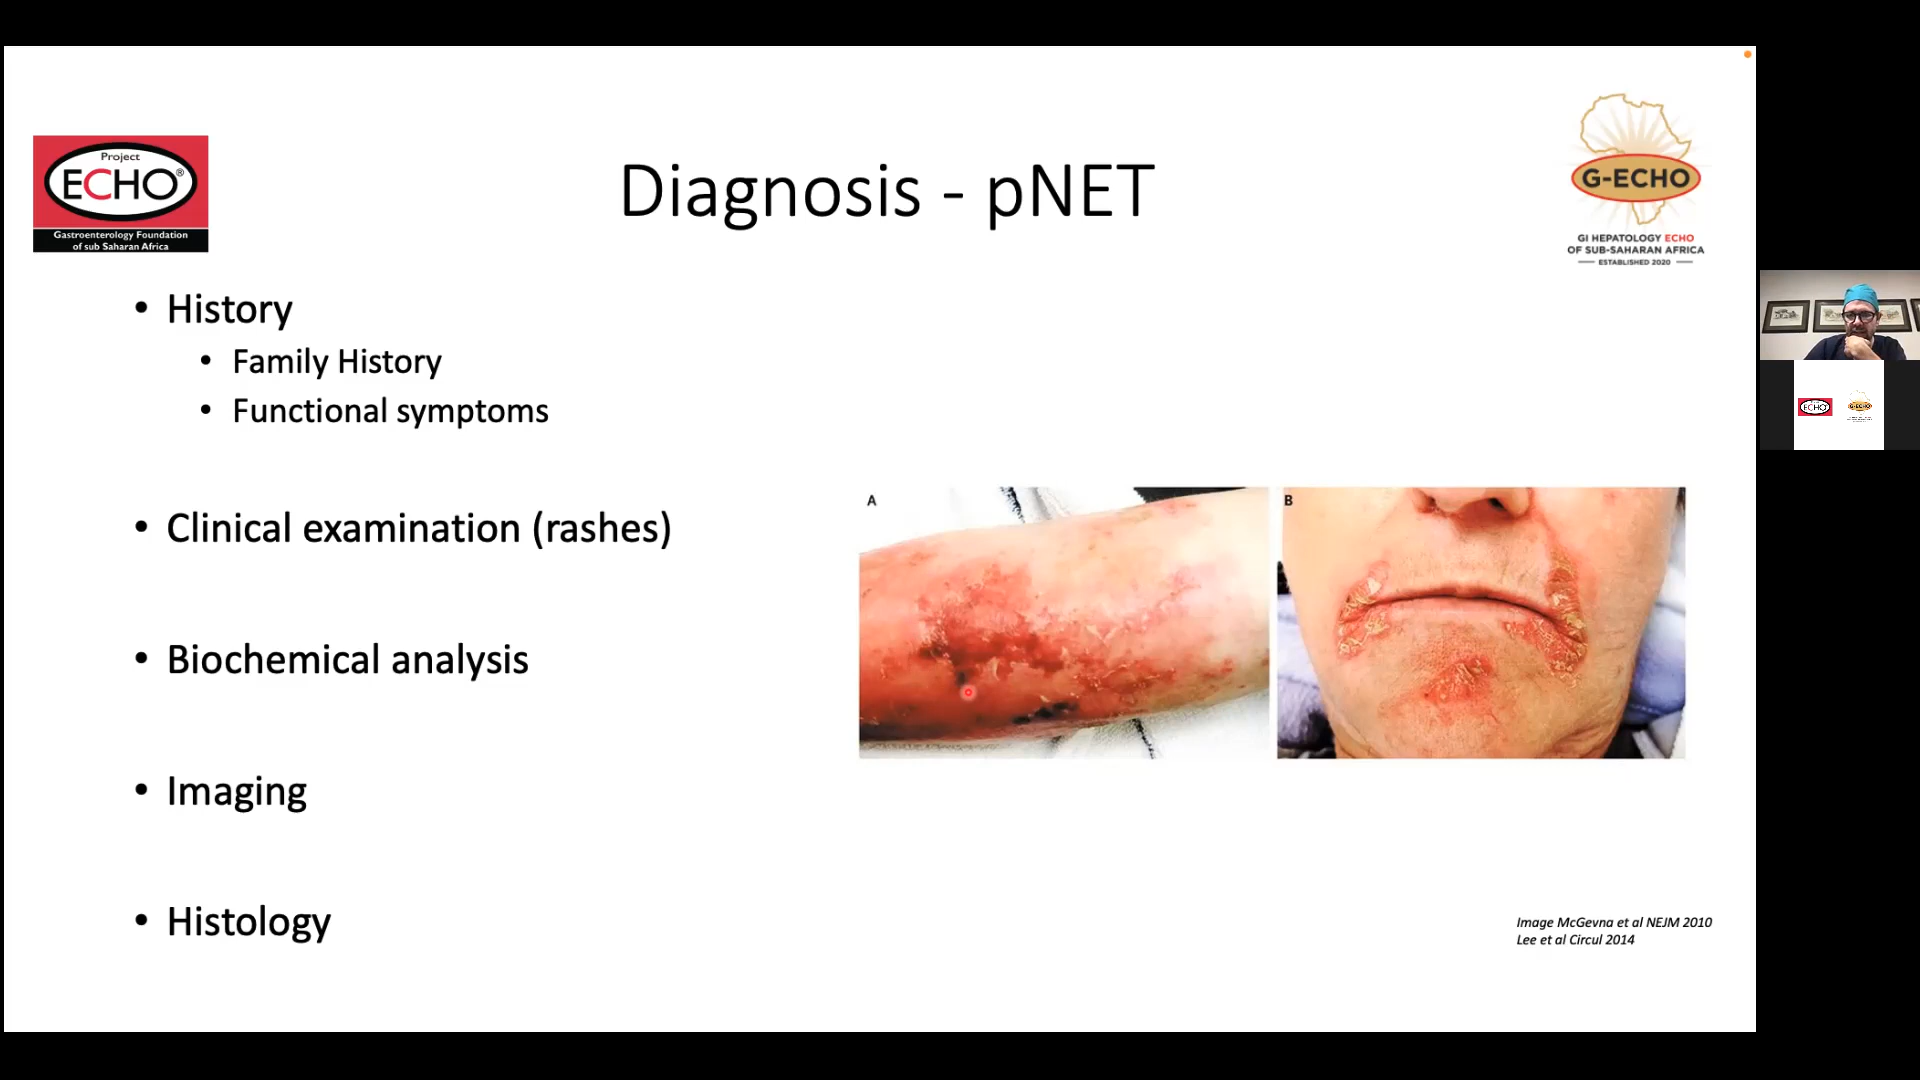 Project
ECHO®
Gastroenterology Foundation
of sub Saharan Africa
Diagnosis - pNET
G-ECHO
GI HEPATOLOGY ECHO
OF SUB-SAHARAN AFRICA
ESTABLISHED 2020
• History
• Family History
• Functional symptoms
• Clinical examination (rashes)
• Biochemical analysis
• Imaging
• Histology
A
B
Image McGevna et al NEJM 2010
Lee et al Circul 2014
ECHO
G-ECHO